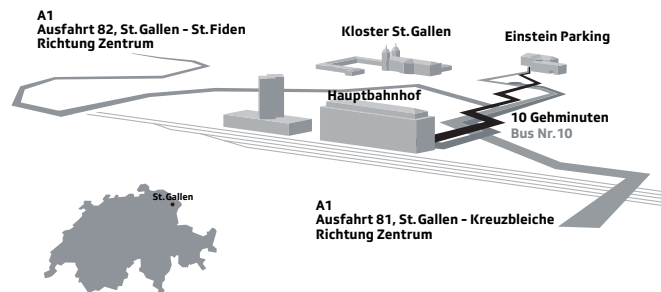 A1
Ausfahrt 82, St. Gallen – St. Fiden
Richtung Zentrum
Kloster St. Gallen
Einstein Parking
Hauptbahnhof
10 Gehminuten
Bus Nr. 10
St. Gallen
A1
Ausfahrt 81, St. Gallen – Kreuzbleiche
Richtung Zentrum